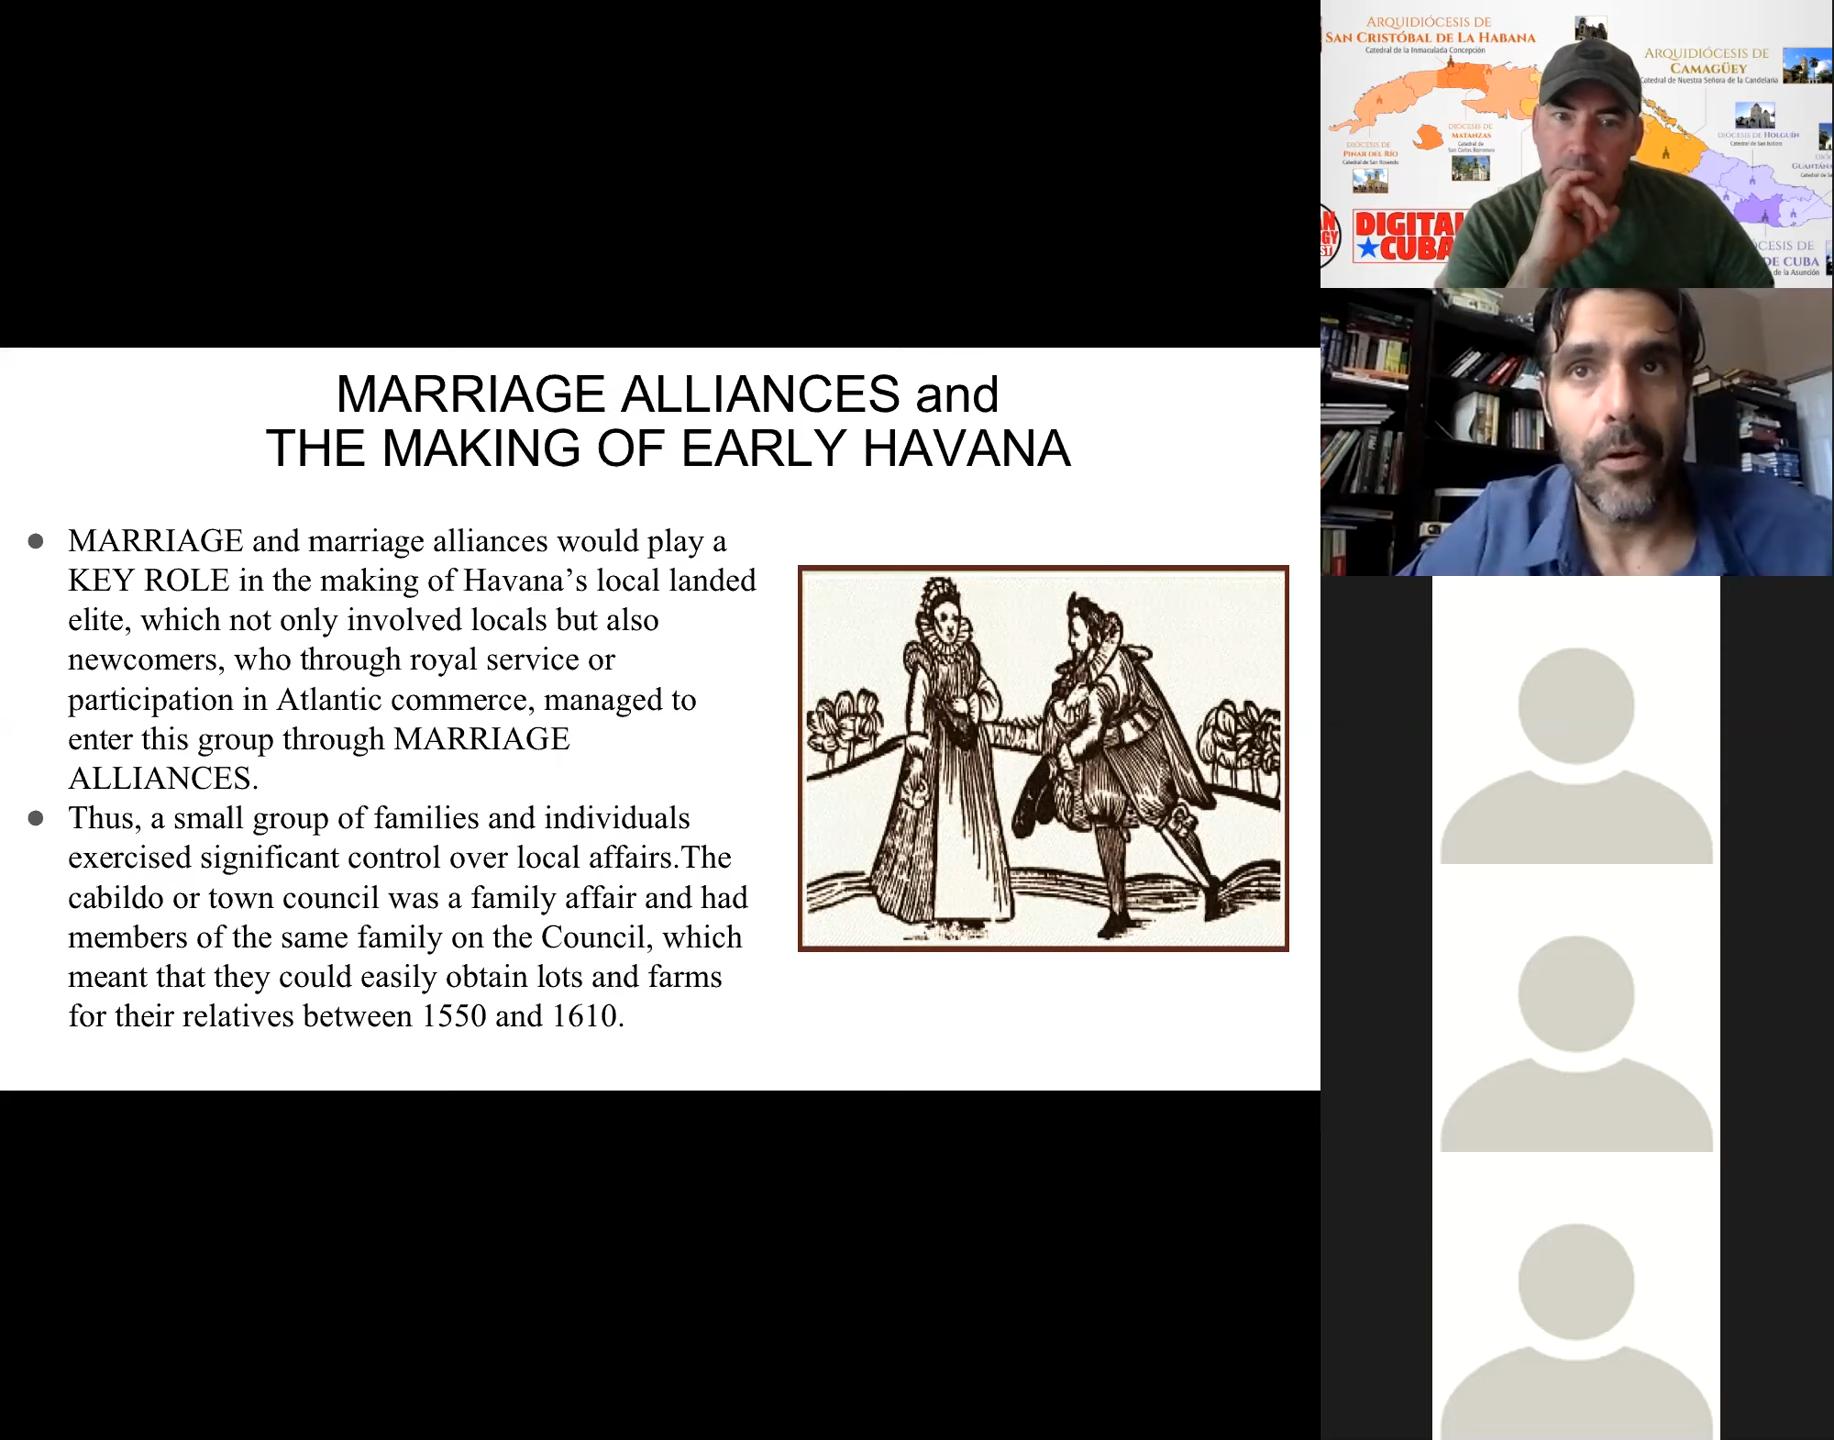 MARRIAGE ALLIANCES and
THE MAKING OF EARLY HAVANA
● MARRIAGE and marriage alliances would play a
KEY ROLE in the making of Havana’s local landed
elite, which not only involved locals but also
newcomers, who through royal service or
participation in Atlantic commerce, managed to
enter this group through MARRIAGE
ALLIANCES.
● Thus, a small group of families and individuals
exercised significant control over local affairs.The
cabildo or town council was a family affair and had
members of the same family on the Council, which
meant that they could easily obtain lots and farms
for their relatives between 1550 and 1610.
ARQUIDIÓCESIS DE
SAN CRISTÓBAL DE LA HABANA
Catedral de la Inmaculada Concepción
ARQUIDIÓCESIS DE
CAMAGÜEY
Catedral de Nuestra Señora de la Candelaria
DIÓCESIS DE
MATANZAS
Catedral de
San Carlos Borromeo
DIÓCESIS DE
PINAR DEL RÍO
Catedral de San Rosendo
DIÓCESIS DE HOLGUÍN
Catedral de San Isidoro
DIGITA
CUBA
CESIS DE
DE CUBA
de la Asunción